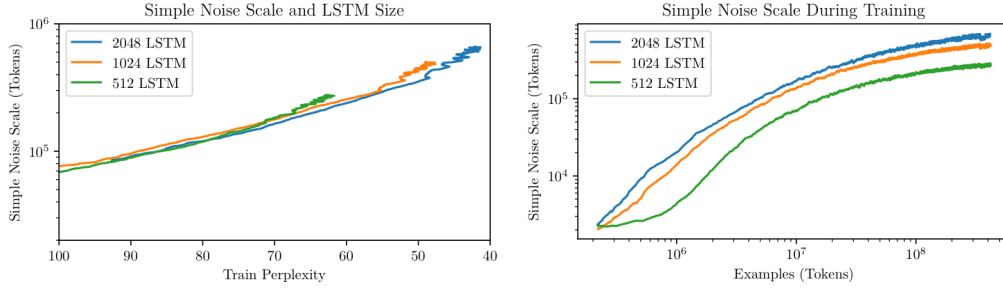 Simple Noise Scale and LSTM Size
10^6
10^5
Simple Noise Scale (Tokens)
2048 LSTM
1024 LSTM
512 LSTM
100 90 80 70 60 50 40
Train Perplexity
Simple Noise Scale During Training
10^5
10^4
Simple Noise Scale (Tokens)
2048 LSTM
1024 LSTM
512 LSTM
10^6 10^7 10^8
Examples (Tokens)